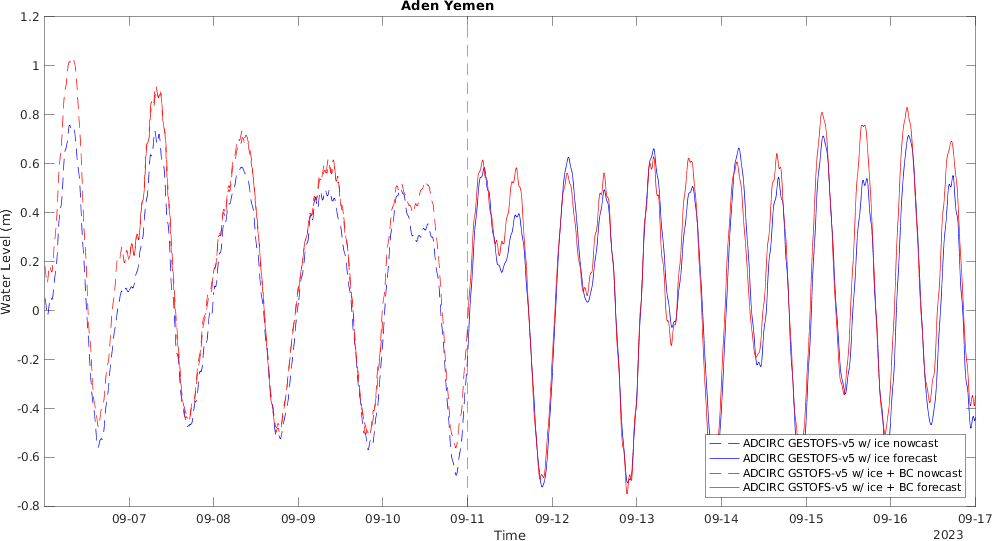 Aden Yemen
1.2
1
0.8
0.6
0.4
0.2
0
-0.2
-0.4
-0.6
-0.8
Water Level (m)
ADCIRC GESTOFS-v5 w/ ice nowcast
ADCIRC GESTOFS-v5 w/ ice forecast
ADCIRC GSTOFS-v5 w/ ice + BC nowcast
ADCIRC GSTOFS-v5 w/ ice + BC forecast
09-07 09-08 09-09 09-10 09-11 09-12 09-13 09-14 09-15 09-16 09-17
Time
2023